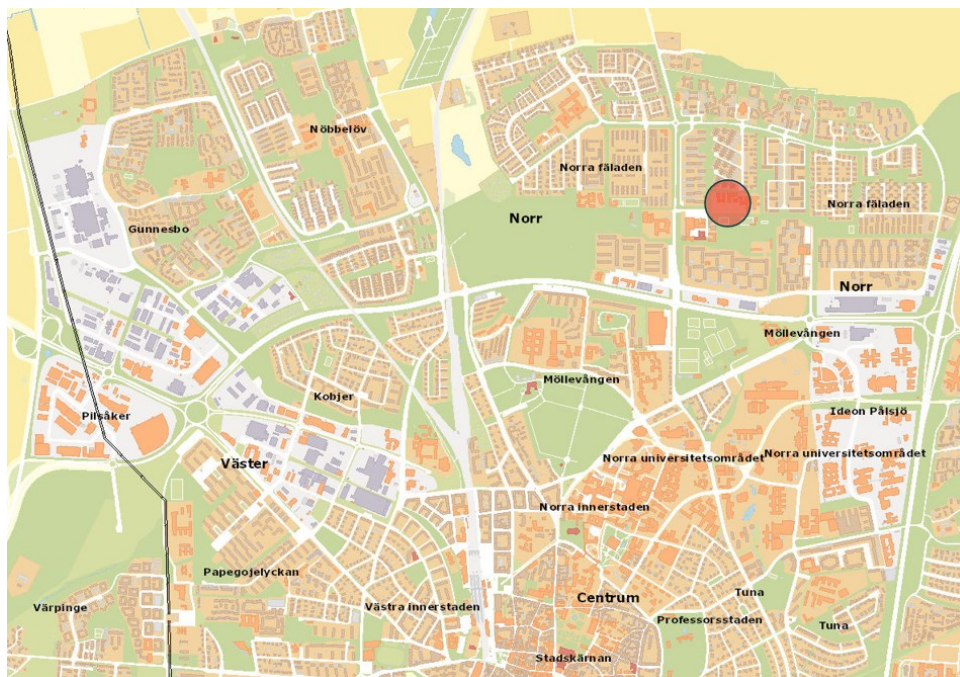 Nöbbelöv
Norra fäladen
Norra fäladen
Norr
Gunnesbo
Norr
Möllevången
Möllevången
Kobjer
Pilsåker
Ideon Pålsjö
Norra universitetsområdet
Norra universitetsområdet
Väster
Norra innerstaden
Papegojelyckan
Tuna
Centrum
Värpinge
Västra innerstaden
Professorsstaden
Tuna
Stadskärnan